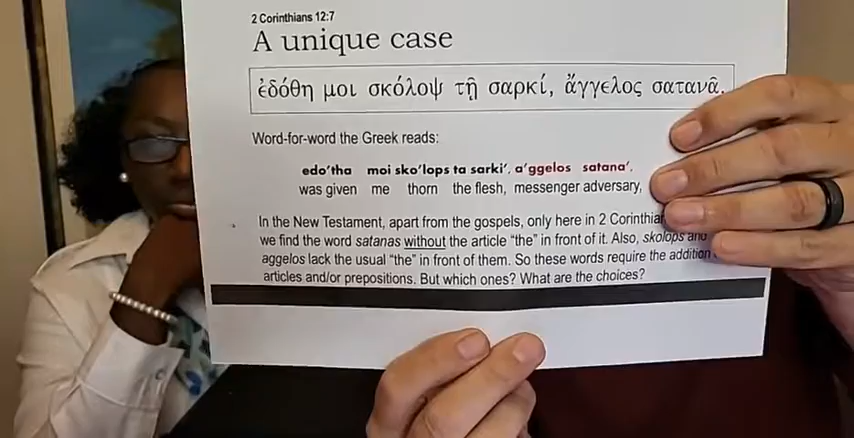 2 Corinthians 12:7
A unique case
ἐδόθη μοι σκόλοψ τῇ σαρκί, ἄγγελος σατανᾶ.
Word-for-word the Greek reads:
edo'tha moi sko'lops ta sarki', a'ggelos satana',
was given me thorn the flesh, messenger adversary,
In the New Testament, apart from the gospels, only here in 2 Corinthia
we find the word satanas without the article “the” in front of it. Also, skolops and
aggelos lack the usual “the” in front of them. So these words require the addition
articles and/or prepositions. But which ones? What are the choices?